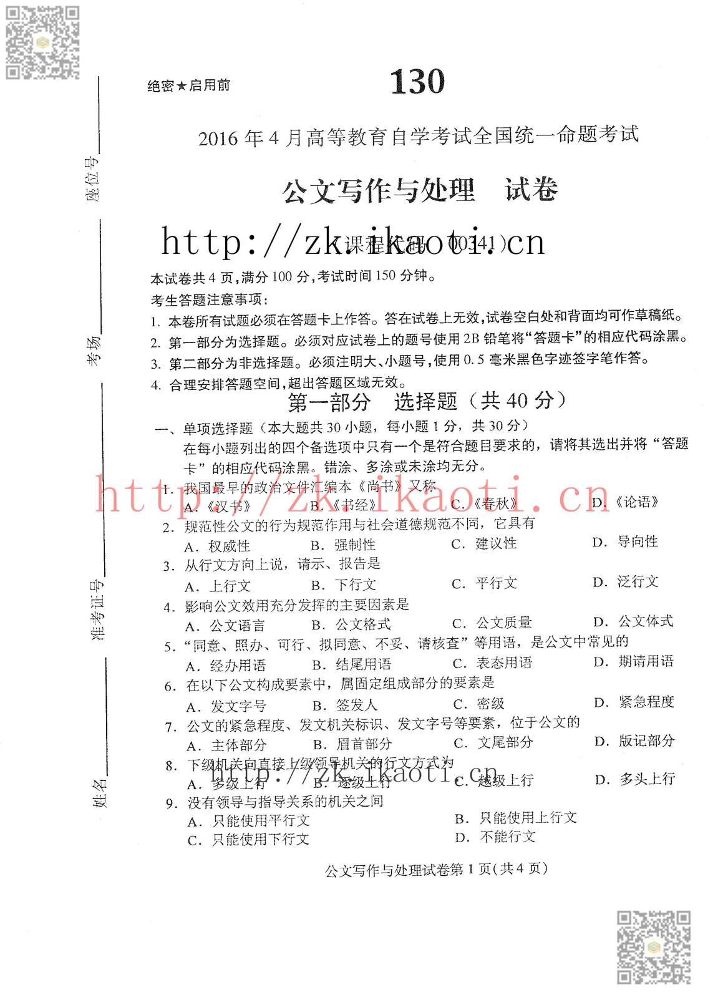 绝密★启用前
130
2016 年 4 月高等教育自学考试全国统一命题考试
公文写作与处理 试卷
(课程代码 00341)
http://zk.ikaoti.cn
本试卷共 4 页,满分 100 分,考试时间 150 分钟。
考生答题注意事项:
1. 本卷所有试题必须在答题卡上作答。答在试卷上无效,试卷空白处和背面均可作草稿纸。
2. 第一部分为选择题。必须对应试卷上的题号使用 2B 铅笔将“答题卡”的相应代码涂黑。
3. 第二部分为非选择题。必须注明大、小题号,使用 0.5 毫米黑色字迹签字笔作答。
4. 合理安排答题空间,超出答题区域无效。
第一部分 选择题(共 40 分)
一、单项选择题(本大题共 30 小题,每小题 1 分,共 30 分)
在每小题列出的四个备选项中只有一个是符合题目要求的,请将其选出并将“答题
卡”的相应代码涂黑。错涂、多涂或未涂均无分。
1. 我国最早的政治文件汇编本《尚书》又称
http://zk.ikaoti.cn
A.《汉书》 B.《书经》 C.《春秋》 D.《论语》
2. 规范性公文的行为规范作用与社会道德规范不同,它具有
A. 权威性 B. 强制性 C. 建议性 D. 导向性
3. 从行文方向上说,请示、报告是
A. 上行文 B. 下行文 C. 平行文 D. 泛行文
4. 影响公文效用充分发挥的主要因素是
A. 公文语言 B. 公文格式 C. 公文质量 D. 公文体式
5. “同意、照办、可行、拟同意、不妥、请核查”等用语,是公文中常见的
A. 经办用语 B. 结尾用语 C. 表态用语 D. 期请用语
6. 在以下公文构成要素中,属固定组成部分的要素是
A. 发文字号 B. 签发人 C. 密级 D. 紧急程度
7. 公文的紧急程度、发文机关标识、发文字号等要素,位于公文的
A. 主体部分 B. 眉首部分 C. 文尾部分 D. 版记部分
8. 下级机关向直接上级领导机关的行文方式为
http://zk.ikaoti.cn
A. 多级上行 B. 逐级上行 C. 越级上行 D. 多头上行
9. 没有领导与指导关系的机关之间
A. 只能使用平行文 B. 只能使用上行文
C. 只能使用下行文 D. 不能行文
公文写作与处理试卷第 1 页(共 4 页)
座位号
考场
准考证号
姓名